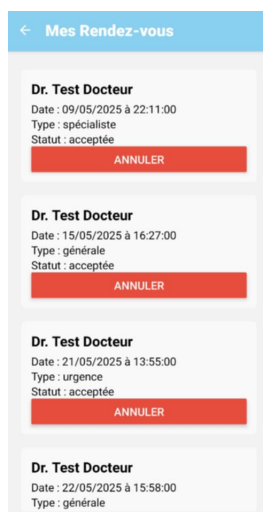 Mes Rendez-vous
Dr. Test Docteur
Date : 09/05/2025 à 22:11:00
Type : spécialiste
Statut : acceptée
ANNULER
Dr. Test Docteur
Date : 15/05/2025 à 16:27:00
Type : générale
Statut : acceptée
ANNULER
Dr. Test Docteur
Date : 21/05/2025 à 13:55:00
Type : urgence
Statut : acceptée
ANNULER
Dr. Test Docteur
Date : 22/05/2025 à 15:58:00
Type : générale